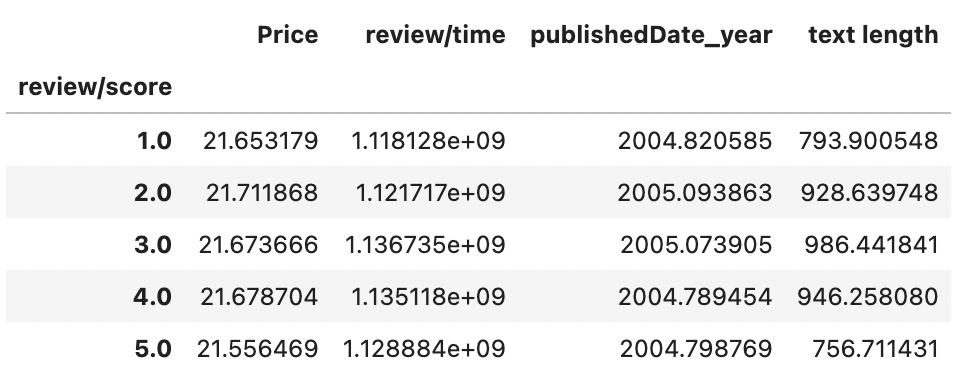 Price review/time publishedDate_year text length
review/score
1.0 21.653179 1.118128e+09 2004.820585 793.900548
2.0 21.711868 1.121717e+09 2005.093863 928.639748
3.0 21.673666 1.136735e+09 2005.073905 986.441841
4.0 21.678704 1.135118e+09 2004.789454 946.258080
5.0 21.556469 1.128884e+09 2004.798769 756.711431